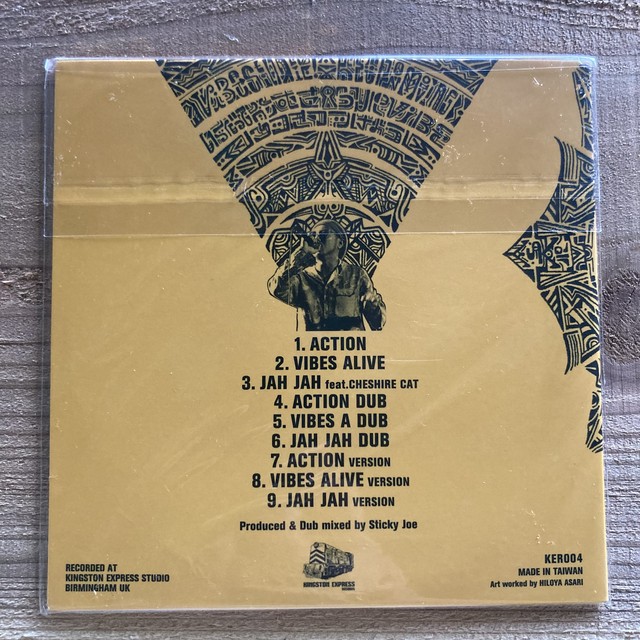 1. ACTION
2. VIBES ALIVE
3. JAH JAH feat.CHESHIRE CAT
4. ACTION DUB
5. VIBES A DUB
6. JAH JAH DUB
7. ACTION VERSION
8. VIBES ALIVE VERSION
9. JAH JAH VERSION
Produced & Dub mixed by Sticky Joe
KINGSTON EXPRESS
RECORDED AT
KINGSTON EXPRESS STUDIO
BIRMINGHAM UK
KER004
MADE IN TAIWAN
Art worked by HILOYA ASARI